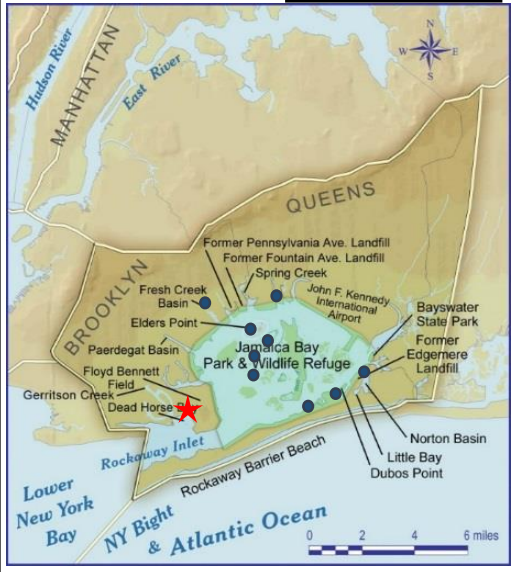 N
W E
S
Hudson River
MANHATTAN
East River
QUEENS
BROOKLYN
Former Pennsylvania Ave. Landfill
Former Fountain Ave. Landfill
Spring Creek
Fresh Creek
Basin
John F. Kennedy
International
Airport
Elders Point
Paerdegat Basin
Jamaica Bay
Park & Wildlife Refuge
Bayswater
State Park
Former
Edgemere
Landfill
Floyd Bennett
Field
Gerritson Creek
Dead Horse
Rockaway Inlet
Rockaway Barrier Beach
Norton Basin
Little Bay
Dubos Point
Lower
New York
Bay
NY Bight
& Atlantic Ocean
0 2 4 6 miles